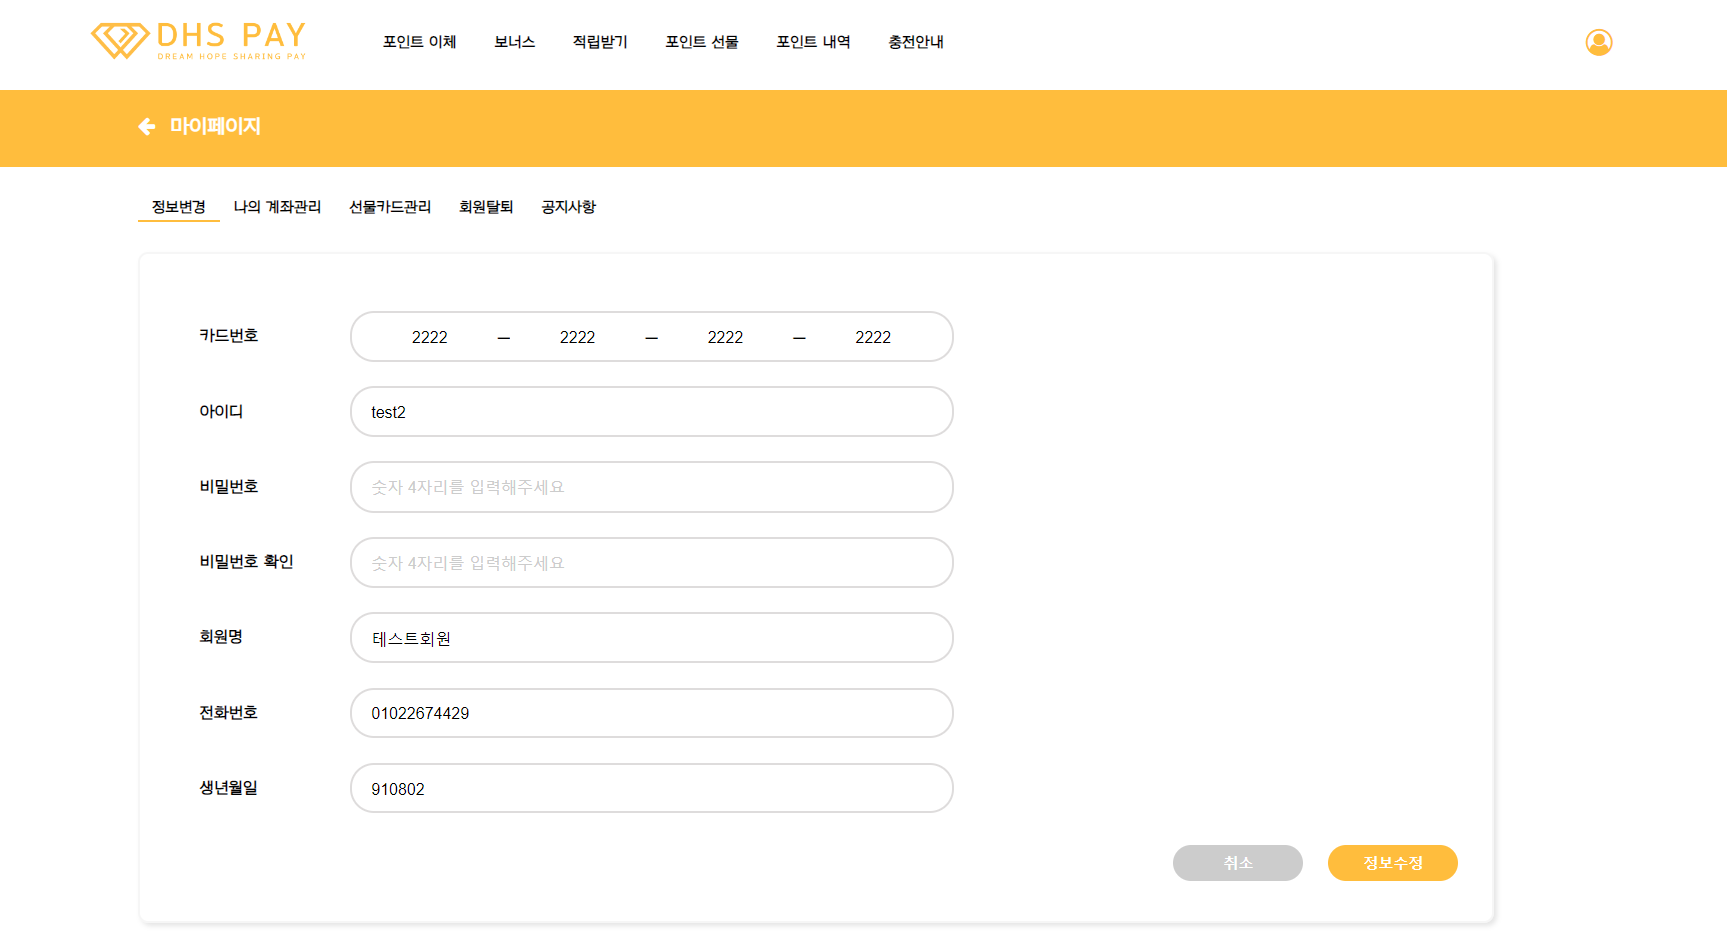 DHS PAY
DREAM HOPE SHARING PAY
포인트 이체 보너스 적립받기 포인트 선물 포인트 내역 충전안내
마이페이지
정보변경 나의 계좌관리 선물카드관리 회원탈퇴 공지사항
카드번호 2222 – 2222 – 2222 – 2222
아이디 test2
비밀번호 숫자 4자리를 입력해주세요
비밀번호 확인 숫자 4자리를 입력해주세요
회원명 테스트회원
전화번호 01022674429
생년월일 910802
취소 정보수정